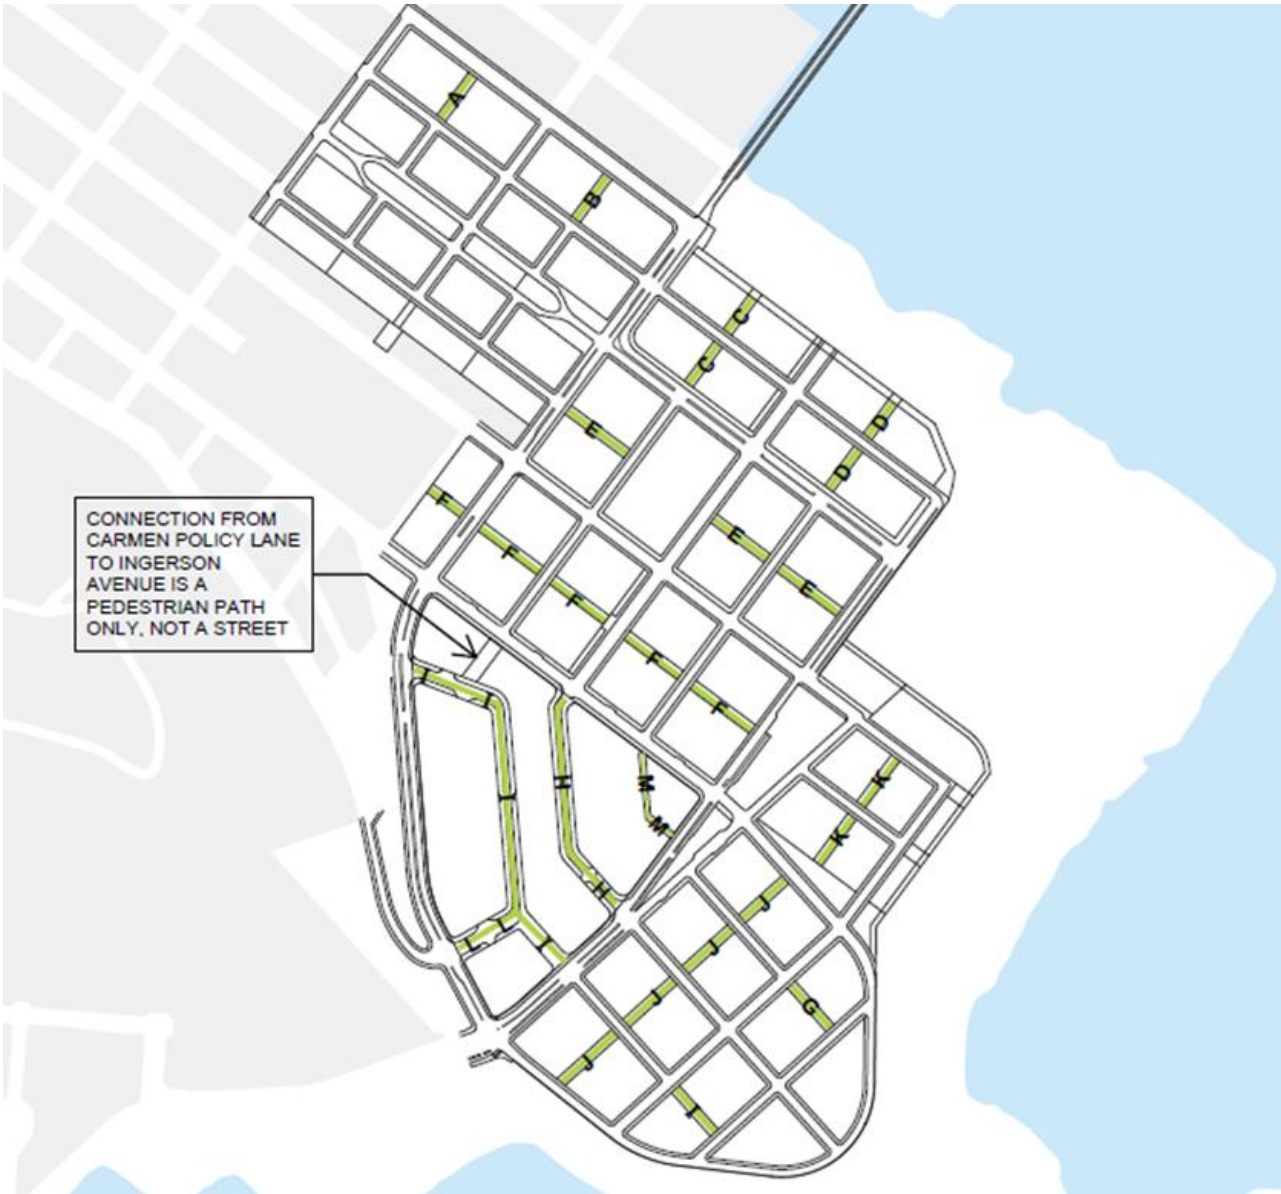 A
B
C
C
D
D
E
F
E
E
F
F
F
F
CONNECTION FROM
CARMEN POLICY LANE
TO INGERSON
AVENUE IS A
PEDESTRIAN PATH
ONLY, NOT A STREET
I
I
I
H
M
M
H
K
K
L
L
I
J
J
J
J
G
I